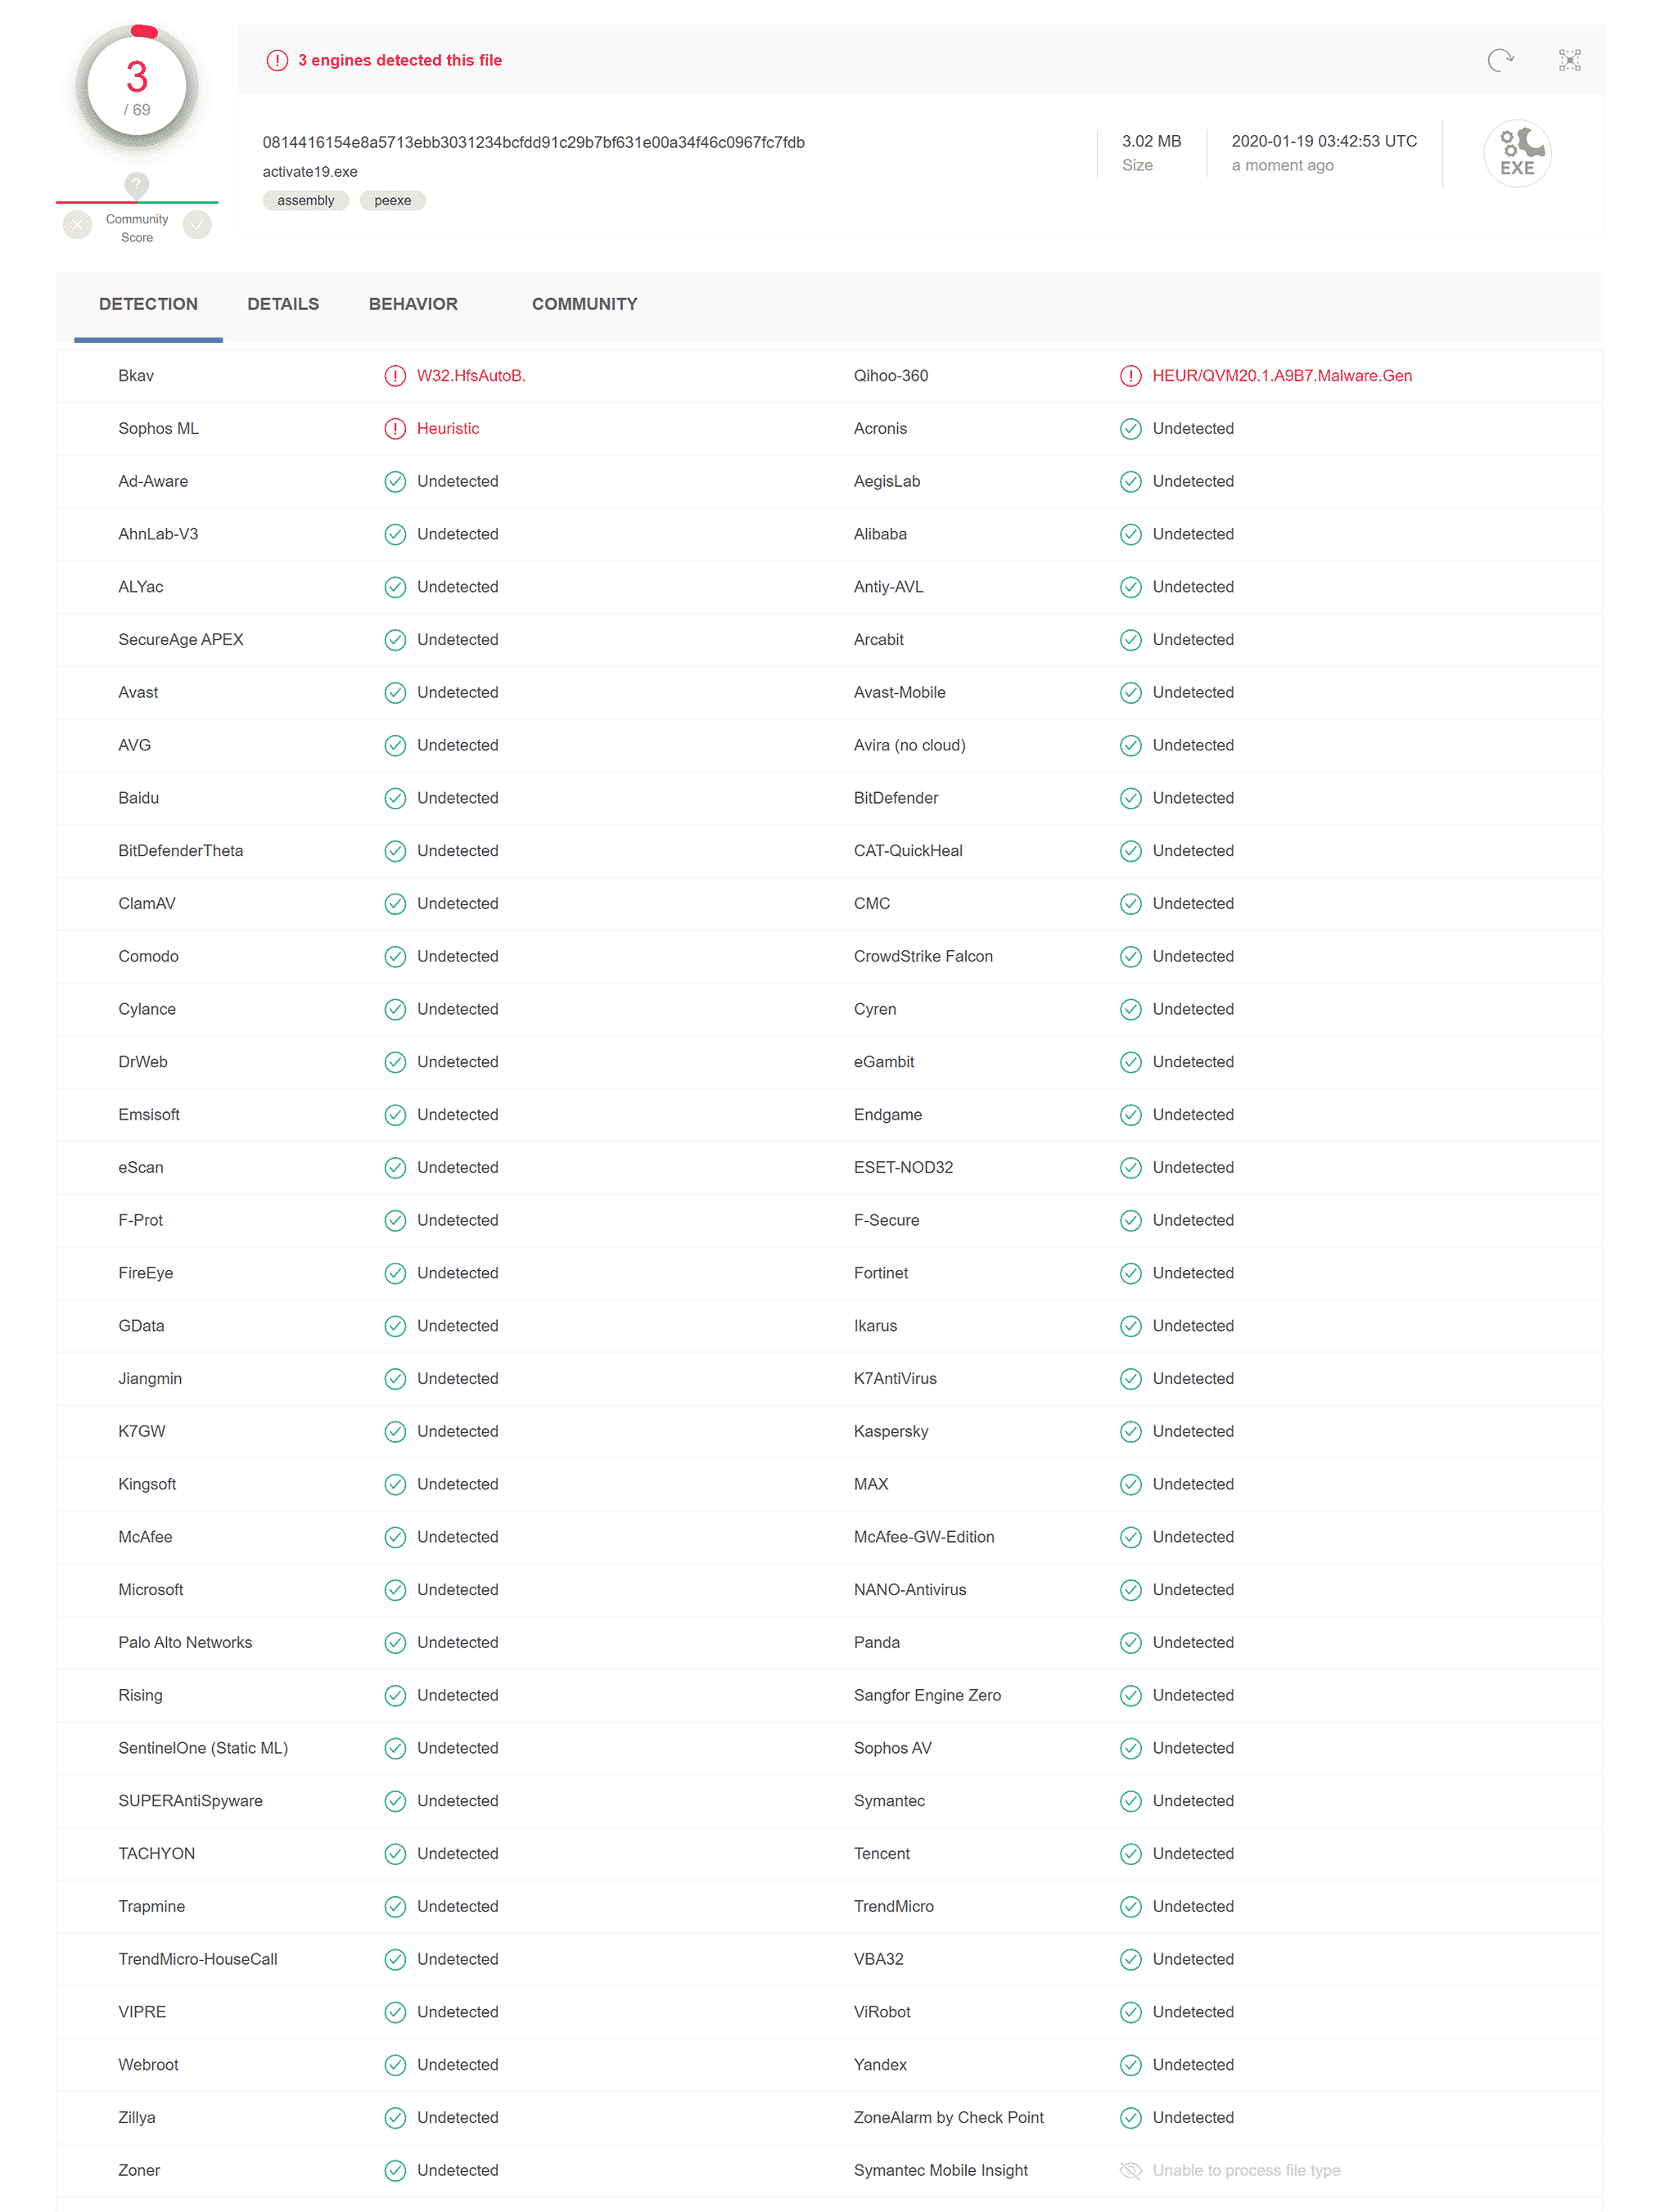 3
/ 69
?
Community
Score
3 engines detected this file
0814416154e8a5713ebb3031234bcfdd91c29b7bf631e00a34f46c0967fc7fdb
activate19.exe
assembly peexe
3.02 MB
Size
2020-01-19 03:42:53 UTC
a moment ago
EXE
DETECTION DETAILS BEHAVIOR COMMUNITY
Bkav W32.HfsAutoB. Qihoo-360 HEUR/QVM20.1.A9B7.Malware.Gen
Sophos ML Heuristic Acronis Undetected
Ad-Aware Undetected AegisLab Undetected
AhnLab-V3 Undetected Alibaba Undetected
ALYac Undetected Antiy-AVL Undetected
SecureAge APEX Undetected Arcabit Undetected
Avast Undetected Avast-Mobile Undetected
AVG Undetected Avira (no cloud) Undetected
Baidu Undetected BitDefender Undetected
BitDefenderTheta Undetected CAT-QuickHeal Undetected
ClamAV Undetected CMC Undetected
Comodo Undetected CrowdStrike Falcon Undetected
Cylance Undetected Cyren Undetected
DrWeb Undetected eGambit Undetected
Emsisoft Undetected Endgame Undetected
eScan Undetected ESET-NOD32 Undetected
F-Prot Undetected F-Secure Undetected
FireEye Undetected Fortinet Undetected
GData Undetected Ikarus Undetected
Jiangmin Undetected K7AntiVirus Undetected
K7GW Undetected Kaspersky Undetected
Kingsoft Undetected MAX Undetected
McAfee Undetected McAfee-GW-Edition Undetected
Microsoft Undetected NANO-Antivirus Undetected
Palo Alto Networks Undetected Panda Undetected
Rising Undetected Sangfor Engine Zero Undetected
SentinelOne (Static ML) Undetected Sophos AV Undetected
SUPERAntiSpyware Undetected Symantec Undetected
TACHYON Undetected Tencent Undetected
Trapmine Undetected TrendMicro Undetected
TrendMicro-HouseCall Undetected VBA32 Undetected
VIPRE Undetected ViRobot Undetected
Webroot Undetected Yandex Undetected
Zillya Undetected ZoneAlarm by Check Point Undetected
Zoner Undetected Symantec Mobile Insight Unable to process file type